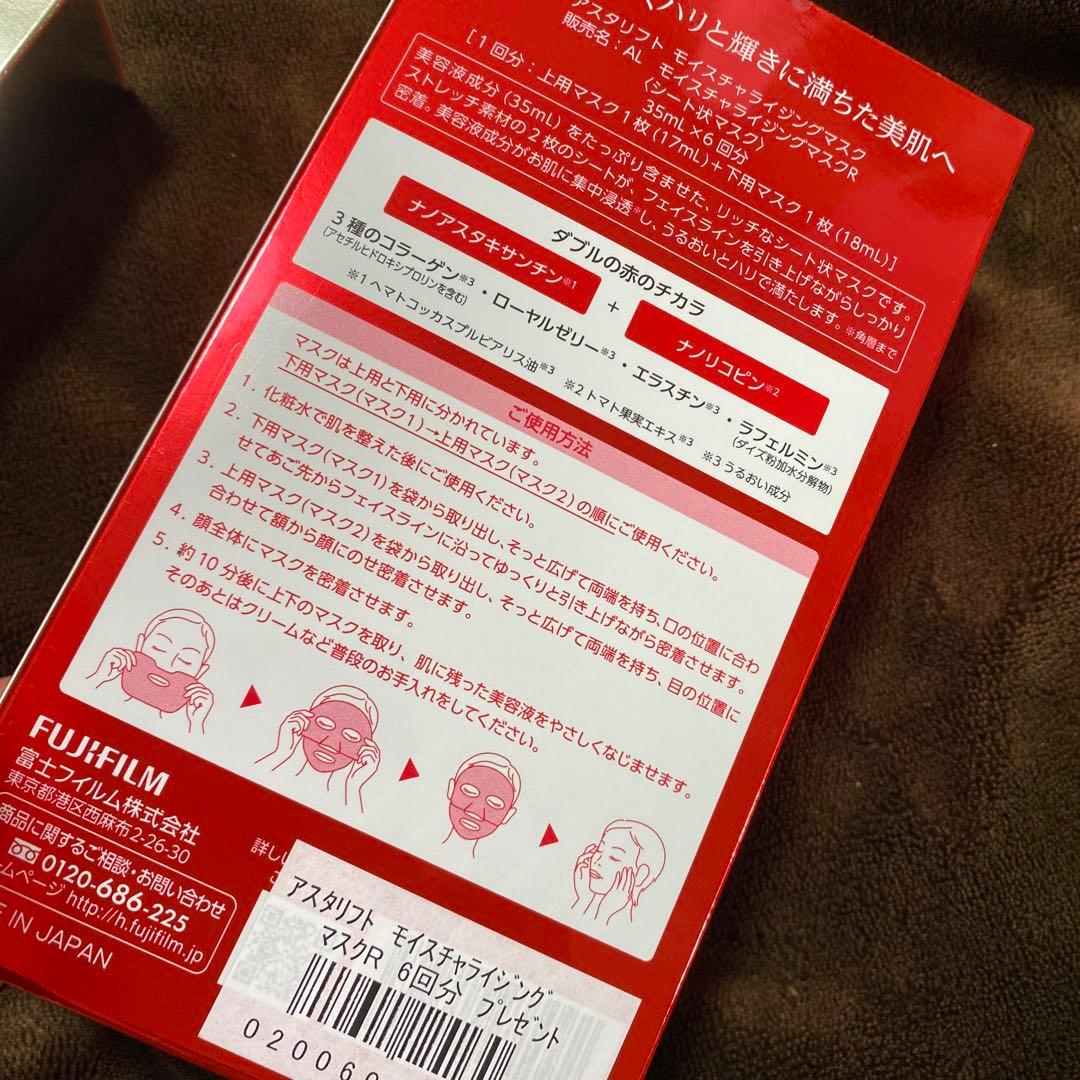 ハリと輝きに満ちた美肌へ
アスタリフト モイスチャライジングマスク
販売名：AL モイスチャライジングマスクR
〈シート状マスク〉
35mL×6回分
[1回分：上用マスク1枚(17mL)+下用マスク1枚(18mL)]
美容液成分(35mL)をたっぷり含ませた、リッチなシート状マスクです。
ストレッチ素材の2枚のシートが、フェイスラインを引き上げながらしっかり
密着。美容液成分がお肌に集中浸透※し、うるおいとハリで満たします。※角層まで
ダブルの赤のチカラ
ナノアスタキサンチン※1 + ナノリコピン※2
3種のコラーゲン※3・ローヤルゼリー※3・エラスチン※3・ラフェルミン※3
(アセチルヒドロキシプロリンを含む) (ダイズ粉加水分解物)
※1 ヘマトコッカスプルビアリス油※3 ※2 トマト果実エキス※3 ※3 うるおい成分
ご使用方法
マスクは上用と下用に分かれています。
下用マスク(マスク1)→上用マスク(マスク2)の順にご使用ください。
1. 化粧水で肌を整えた後にご使用ください。
2. 下用マスク(マスク1)を袋から取り出し、そっと広げて両端を持ち、口の位置に合わ
せてあご先からフェイスラインに沿ってゆっくりと引き上げながら密着させます。
3. 上用マスク(マスク2)を袋から取り出し、そっと広げて両端を持ち、目の位置に
合わせて額から顔にのせ密着させます。
4. 顔全体にマスクを密着させます。
5. 約10分後に上下のマスクを取り、肌に残った美容液をやさしくなじませます。
そのあとはクリームなど普段のお手入れをしてください。
FUJIFILM
富士フイルム株式会社
東京都港区西麻布2-26-30
商品に関するご相談・お問い合わせ
0120-686-225
ムページ http://h.fujifilm.jp
IN JAPAN
詳し
アスタリフト モイスチャライジング
マスクR 6回分 プレゼント
020060